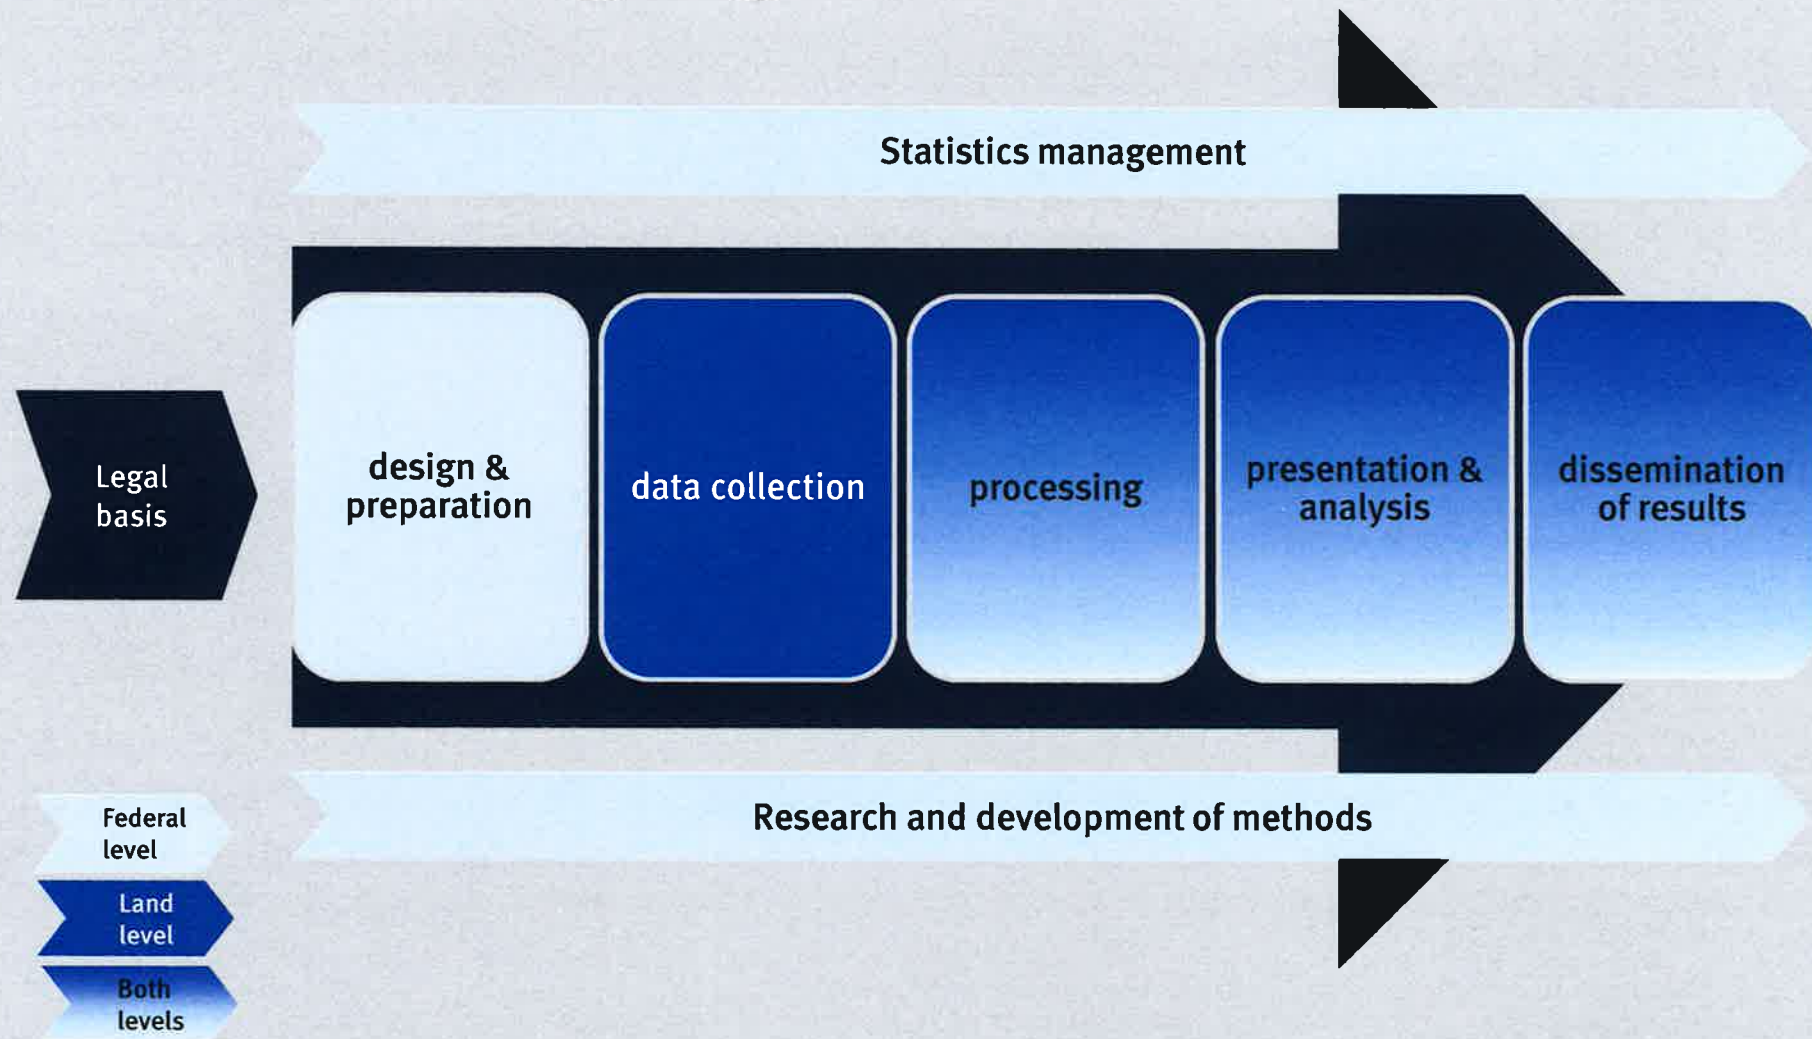 Statistics management
Legal
basis
design &
preparation
data collection
processing
presentation &
analysis
dissemination
of results
Research and development of methods
Federal
level
Land
level
Both
levels